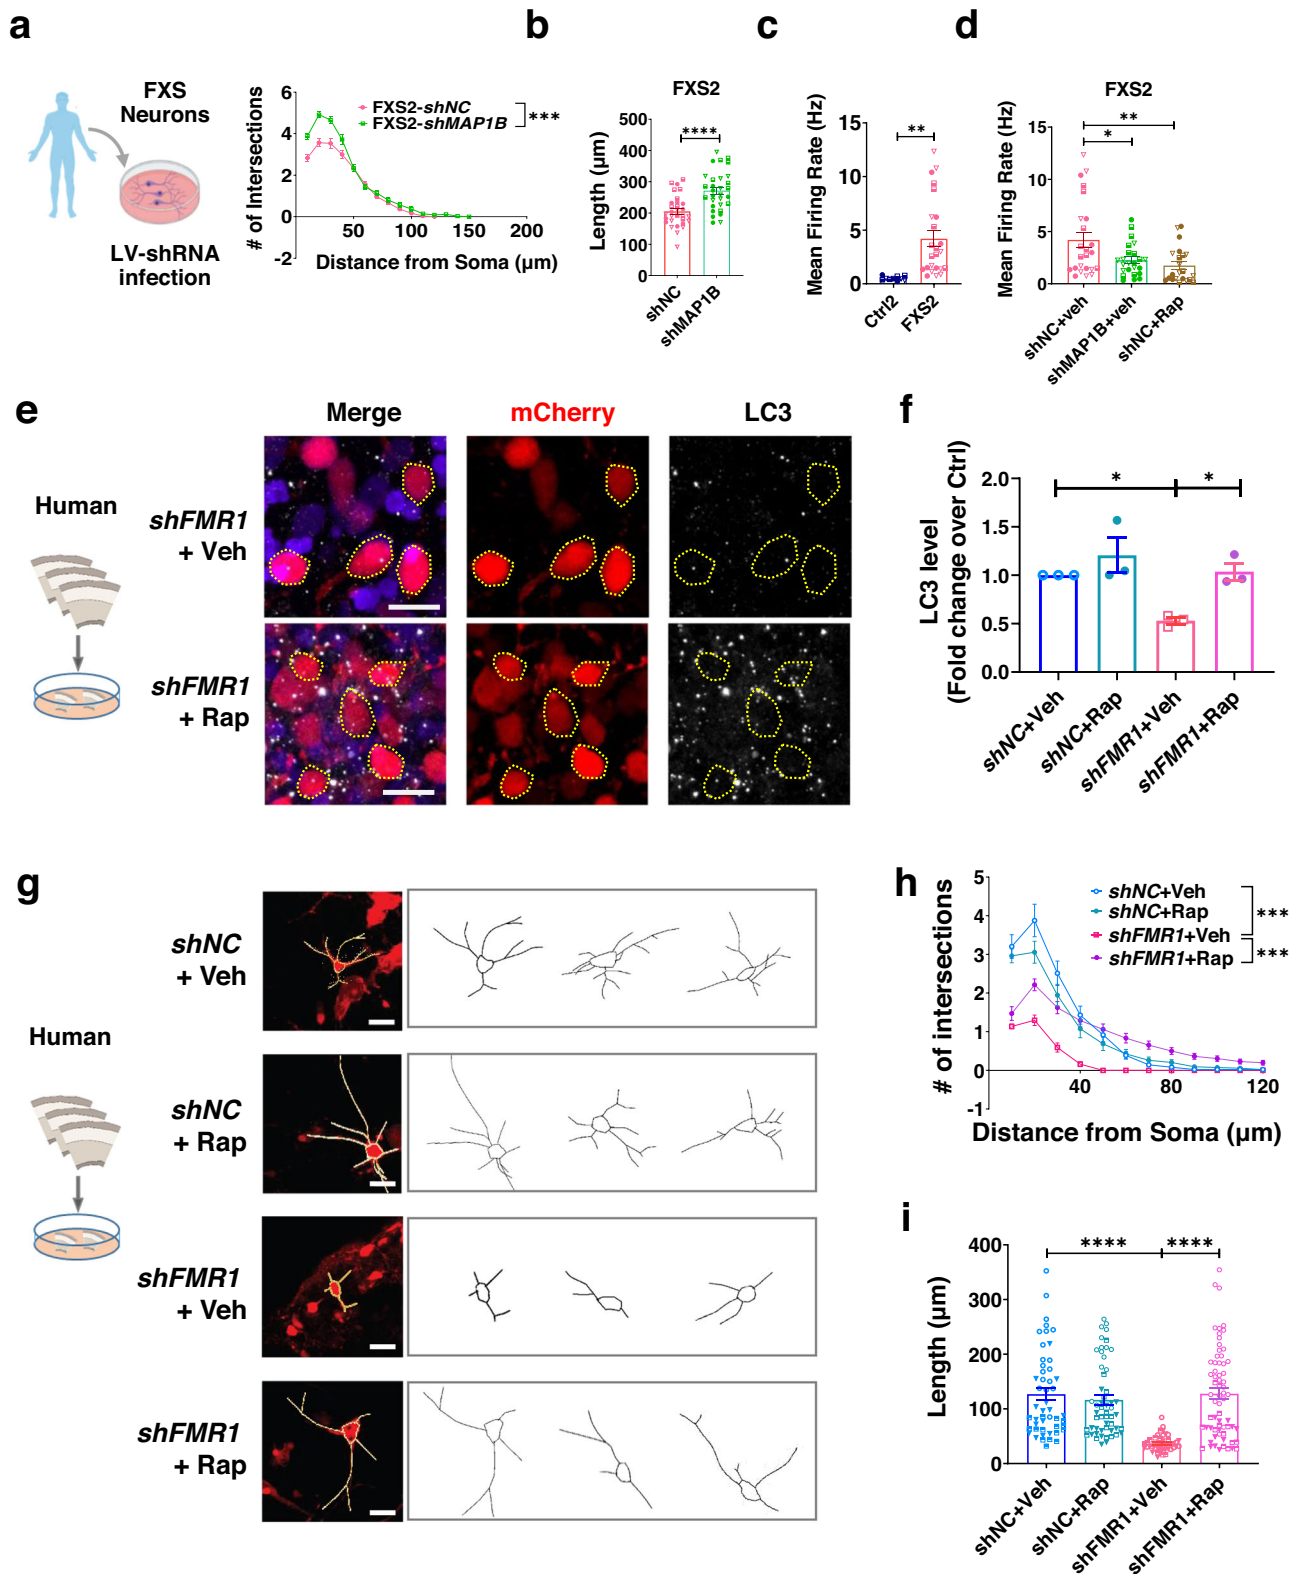 a
FXS
Neurons
LV-shRNA
infection
# of Intersections
6
4
2
0
-2
50
100
150
200
Distance from Soma (µm)
FXS2-shNC
FXS2-shMAP1B
***
b
FXS2
Length (µm)
500
400
300
200
100
0
****
shNC
shMAP1B
c
Mean Firing Rate (Hz)
15
10
5
0
**
Ctrl2
FXS2
d
FXS2
Mean Firing Rate (Hz)
15
10
5
0
**
*
shNC+veh
shMAP1B+veh
shNC+Rap
e
Merge
mCherry
LC3
Human
shFMR1
+ Veh
shFMR1
+ Rap
f
LC3 level
(Fold change over Ctrl)
2.0
1.5
1.0
0.5
0.0
*
*
shNC+Veh
shNC+Rap
shFMR1+Veh
shFMR1+Rap
g
Human
shNC
+ Veh
shNC
+ Rap
shFMR1
+ Veh
shFMR1
+ Rap
h
# of intersections
5
4
3
2
1
0
-1
40
80
120
Distance from Soma (µm)
shNC+Veh
shNC+Rap
shFMR1+Veh
shFMR1+Rap
***
***
i
Length (µm)
400
300
200
100
0
****
****
shNC+Veh
shNC+Rap
shFMR1+Veh
shFMR1+Rap